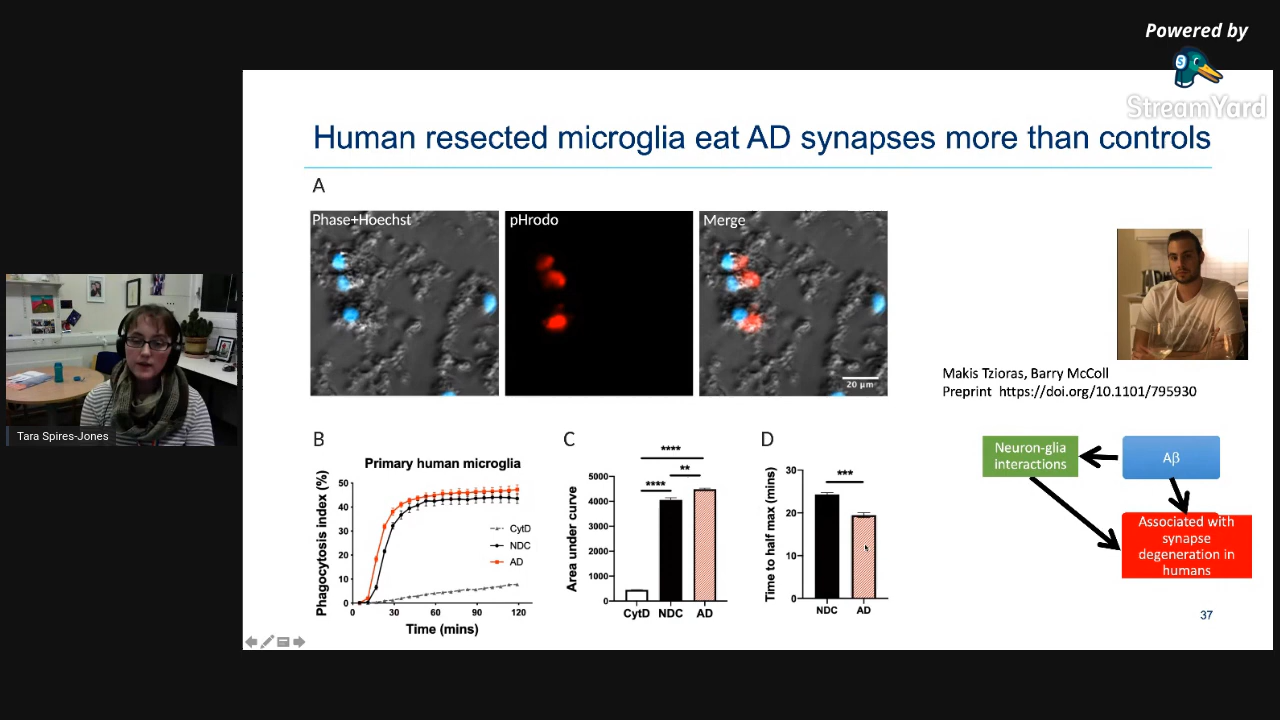 Powered by
StreamYard
Human resected microglia eat AD synapses more than controls
A
Phase+Hoechst
pHrodo
Merge
20 µm
Makis Tzioras, Barry McColl
Preprint https://doi.org/10.1101/795930
Tara Spires-Jones
B
Primary human microglia
Phagocytosis index (%)
50
40
30
20
10
0
CytD
NDC
AD
0 30 60 90 120
Time (mins)
C
****
**
****
Area under curve
5000
4000
3000
2000
1000
0
CytD NDC AD
D
***
Time to half max (mins)
30
20
10
0
NDC AD
Neuron-glia
interactions
Aβ
Associated with
synapse
degeneration in
humans
37